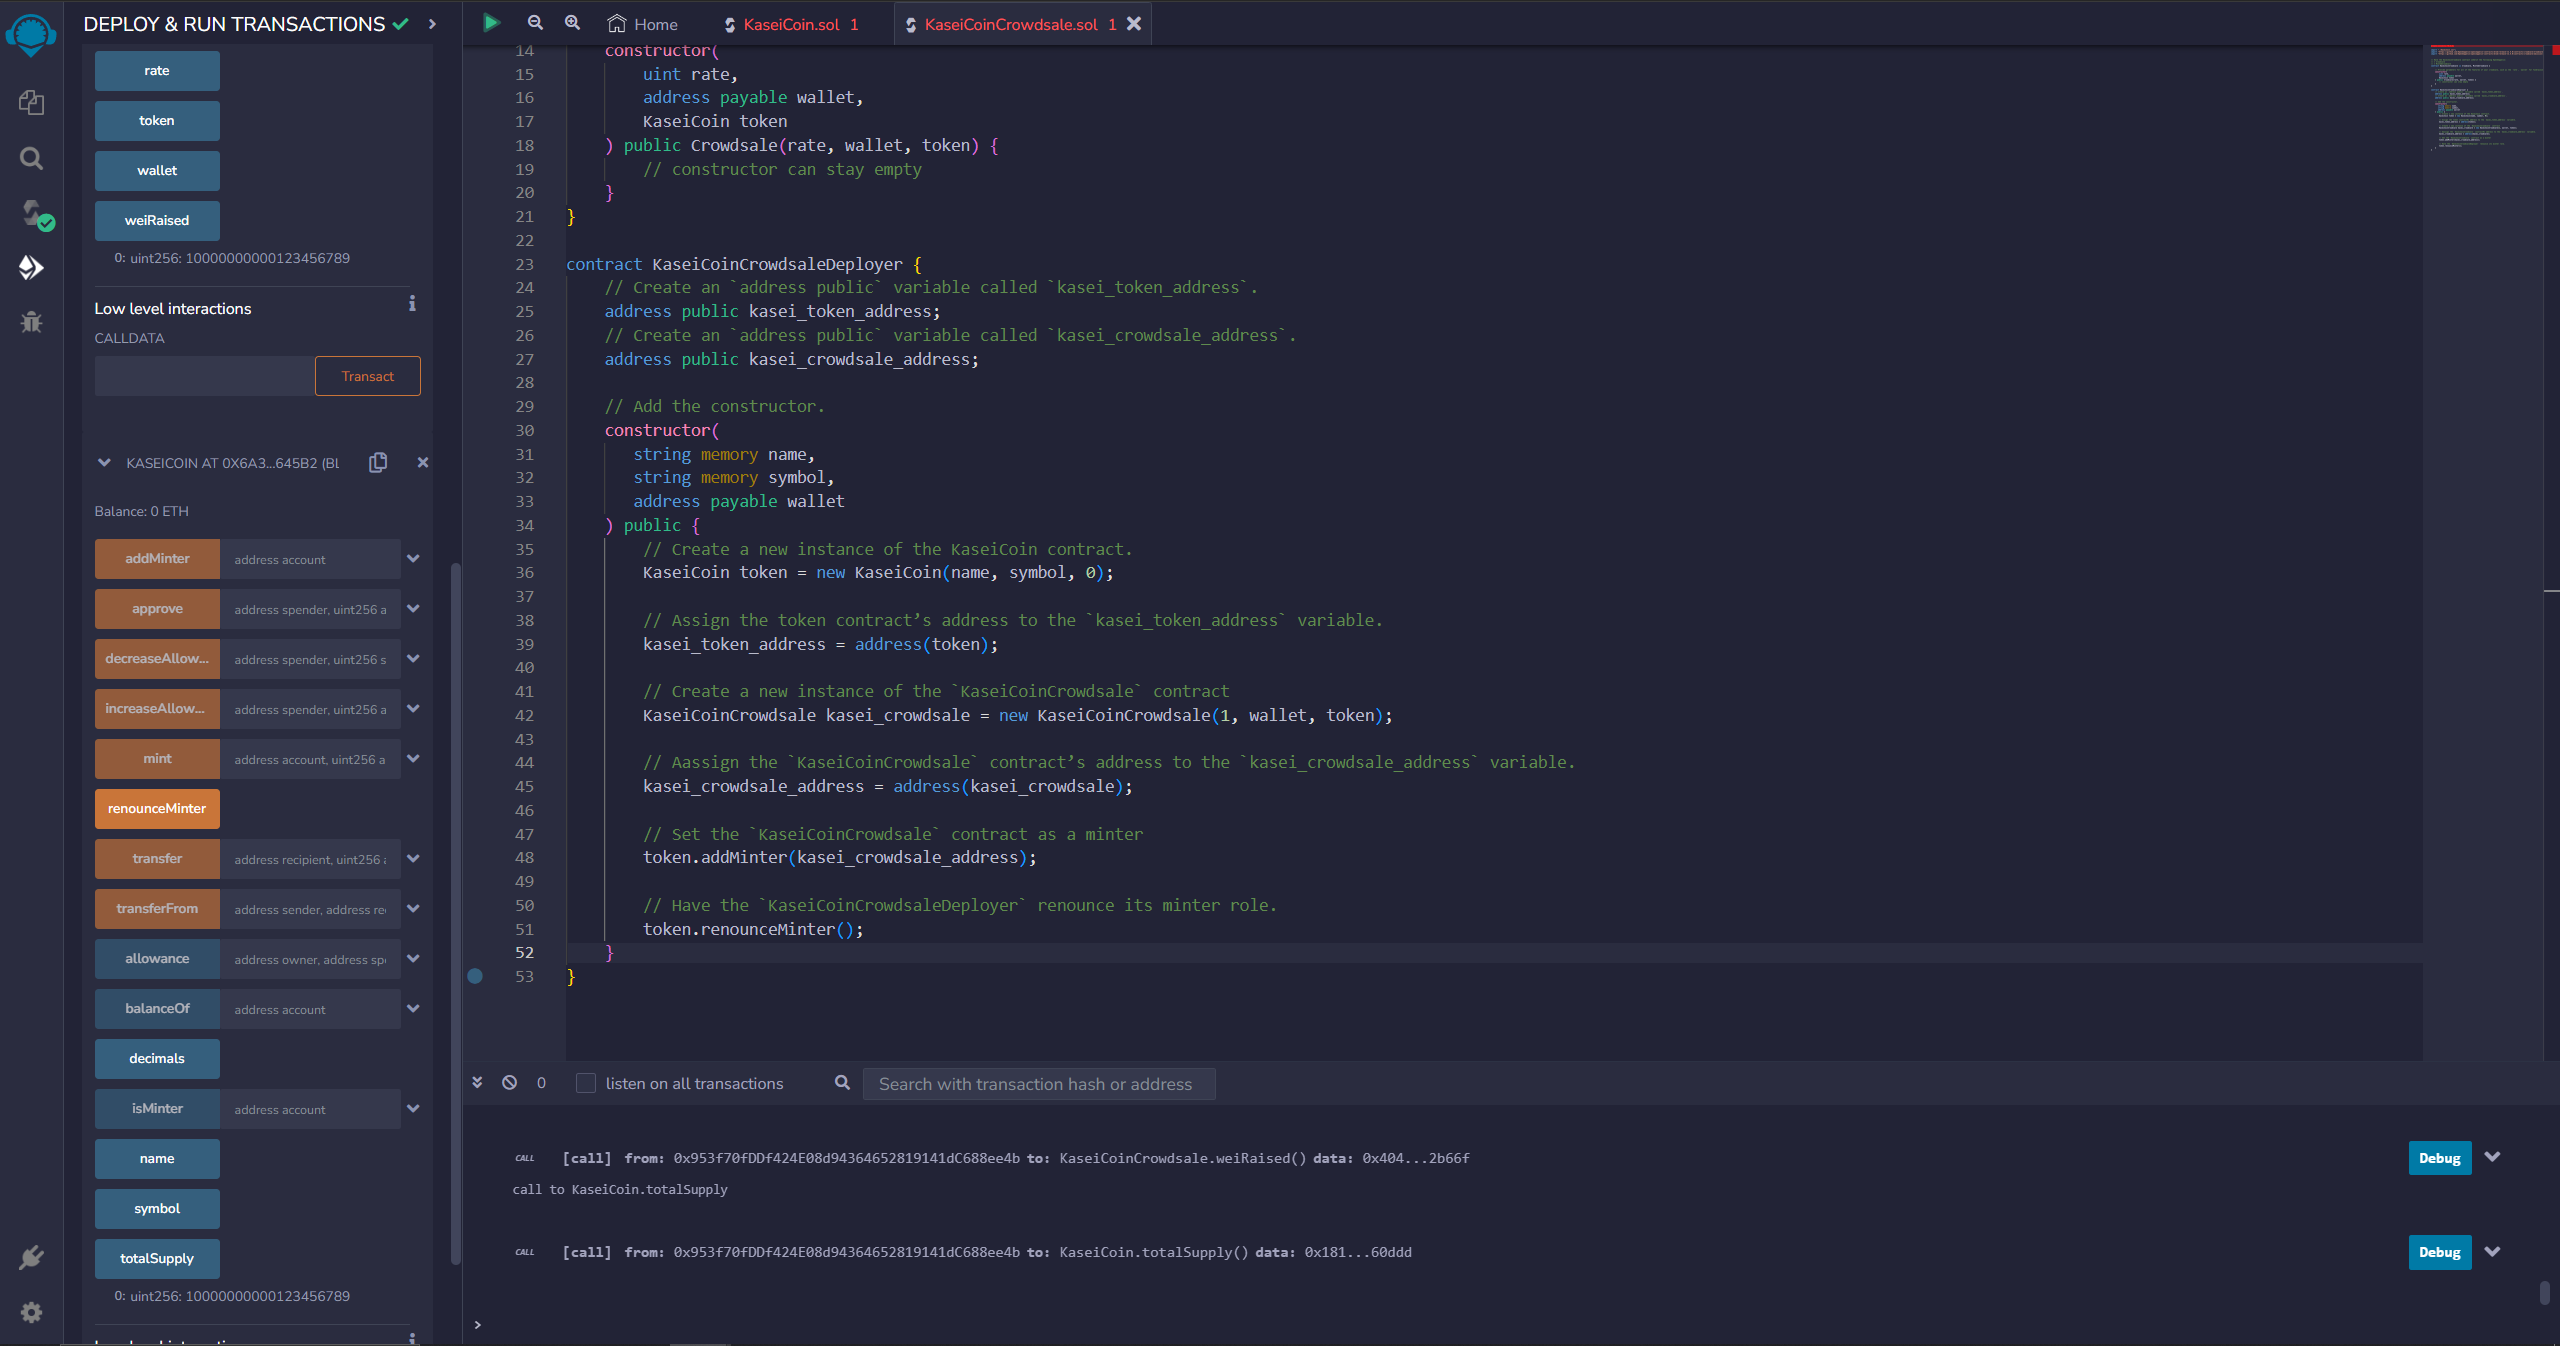 DEPLOY & RUN TRANSACTIONS
rate
token
wallet
weiRaised
0: uint256: 10000000000123456789
Low level interactions
CALLDATA
Transact
KASEICOIN AT 0X6A3...645B2 (BL
Balance: 0 ETH
addMinter address account
approve address spender, uint256 a
decreaseAllow... address spender, uint256 s
increaseAllow... address spender, uint256 a
mint address account, uint256 a
renounceMinter
transfer address recipient, uint256
transferFrom address sender, address re
allowance address owner, address sp
balanceOf address account
decimals
isMinter address account
name
symbol
totalSupply
0: uint256: 10000000000123456789
Home KaseiCoin.sol 1 KaseiCoinCrowdsale.sol 1
14 constructor(
15 uint rate,
16 address payable wallet,
17 KaseiCoin token
18 ) public Crowdsale(rate, wallet, token) {
19 // constructor can stay empty
20 }
21 }
22
23 contract KaseiCoinCrowdsaleDeployer {
24 // Create an `address public` variable called `kasei_token_address`.
25 address public kasei_token_address;
26 // Create an `address public` variable called `kasei_crowdsale_address`.
27 address public kasei_crowdsale_address;
28
29 // Add the constructor.
30 constructor(
31 string memory name,
32 string memory symbol,
33 address payable wallet
34 ) public {
35 // Create a new instance of the KaseiCoin contract.
36 KaseiCoin token = new KaseiCoin(name, symbol, 0);
37
38 // Assign the token contract’s address to the `kasei_token_address` variable.
39 kasei_token_address = address(token);
40
41 // Create a new instance of the `KaseiCoinCrowdsale` contract
42 KaseiCoinCrowdsale kasei_crowdsale = new KaseiCoinCrowdsale(1, wallet, token);
43
44 // Aassign the `KaseiCoinCrowdsale` contract’s address to the `kasei_crowdsale_address` variable.
45 kasei_crowdsale_address = address(kasei_crowdsale);
46
47 // Set the `KaseiCoinCrowdsale` contract as a minter
48 token.addMinter(kasei_crowdsale_address);
49
50 // Have the `KaseiCoinCrowdsaleDeployer` renounce its minter role.
51 token.renounceMinter();
52 }
53 }
0 listen on all transactions Search with transaction hash or address
CALL [call] from: 0x953f70fDDf424E08d94364652819141dC688ee4b to: KaseiCoinCrowdsale.weiRaised() data: 0x404...2b66f Debug
call to KaseiCoin.totalSupply
CALL [call] from: 0x953f70fDDf424E08d94364652819141dC688ee4b to: KaseiCoin.totalSupply() data: 0x181...60ddd Debug
>